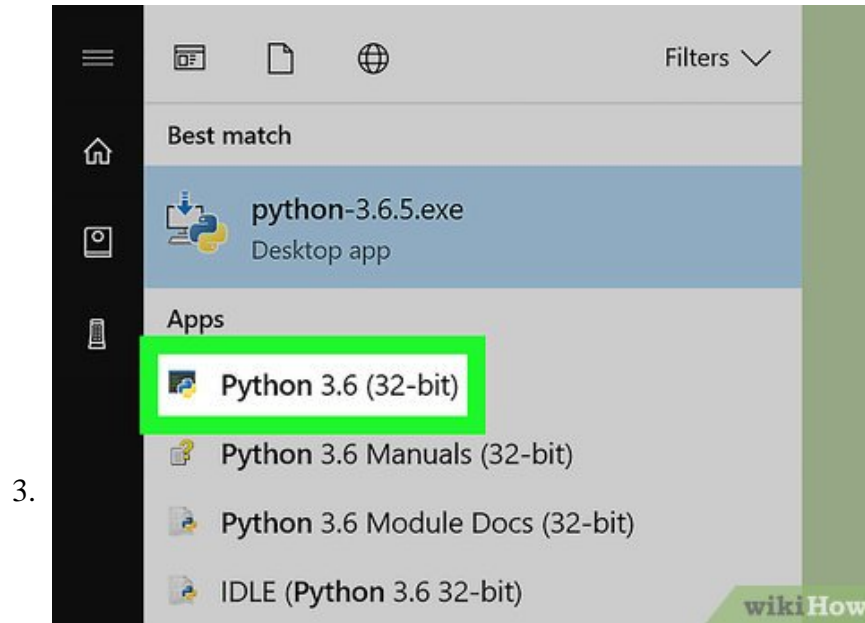 Filters
Best match
python-3.6.5.exe
Desktop app
Apps
Python 3.6 (32-bit)
Python 3.6 Manuals (32-bit)
3.
Python 3.6 Module Docs (32-bit)
IDLE (Python 3.6 32-bit)
wikiHow